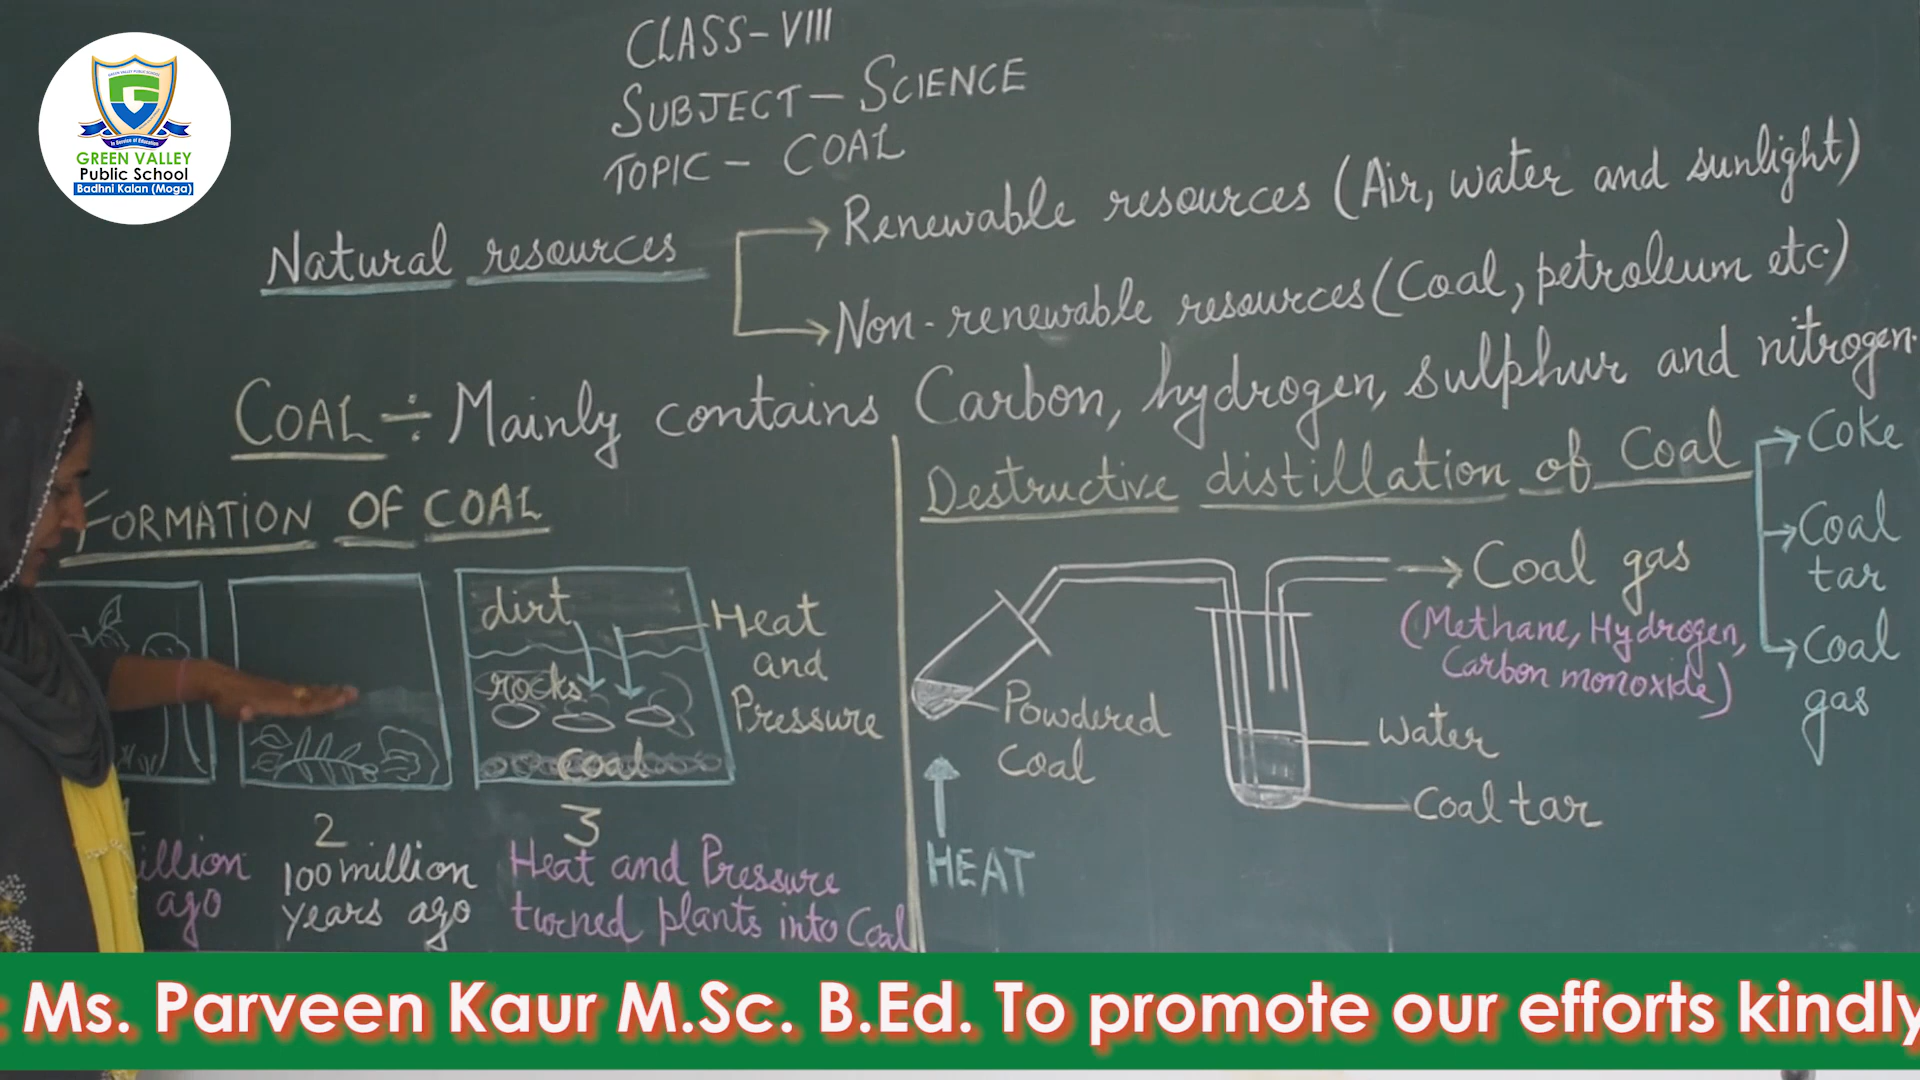 GREEN VALLEY
Public School
Badhni Kalan (Moga)
CLASS-VIII
SUBJECT - SCIENCE
TOPIC - COAL
Natural resources
Renewable resources (Air, water and sunlight)
Non-renewable resources (Coal, petroleum etc.)
COAL ÷ Mainly contains Carbon, hydrogen, sulphur and nitrogen.
FORMATION OF COAL
dirt
rocks
coal
Heat
and
Pressure
2
100 million
years ago
3
Heat and Pressure
turned plants into Coal
illion
ago
Destructive distillation of Coal
Coke
Coal
tar
Coal
gas
Coal gas
(Methane, Hydrogen,
Carbon monoxide)
Powdered
Coal
Water
Coal tar
HEAT
: Ms. Parveen Kaur M.Sc. B.Ed. To promote our efforts kindly